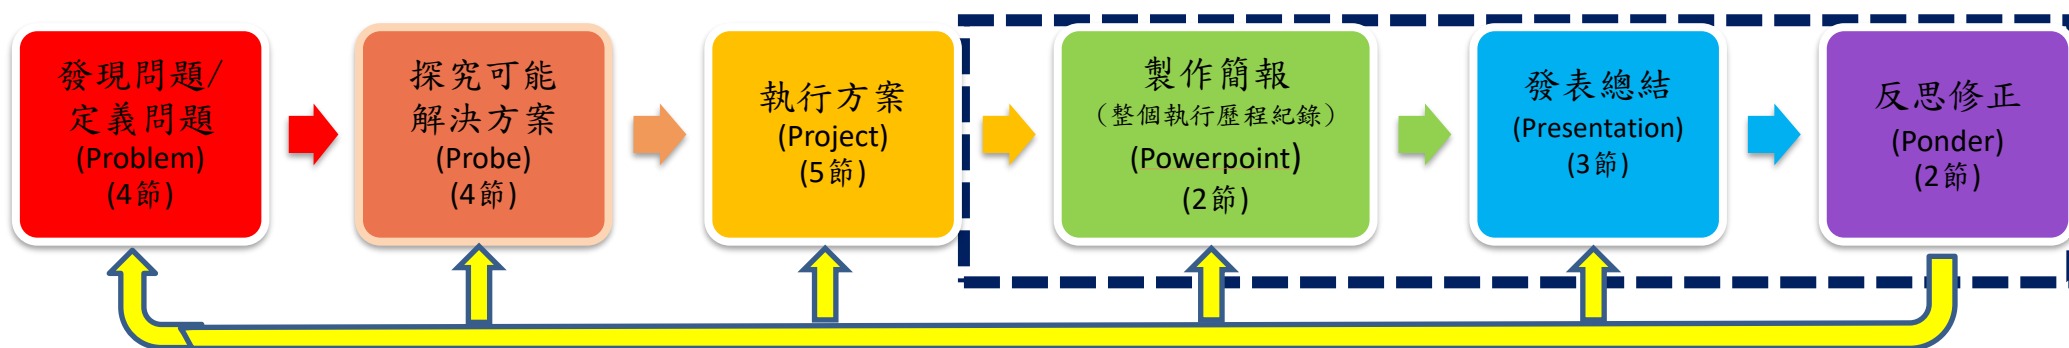 發現問題/
定義問題
(Problem)
(4節)
探究可能
解決方案
(Probe)
(4節)
執行方案
(Project)
(5節)
製作簡報
（整個執行歷程紀錄）
(Powerpoint)
(2節)
發表總結
(Presentation)
(3節)
反思修正
(Ponder)
(2節)